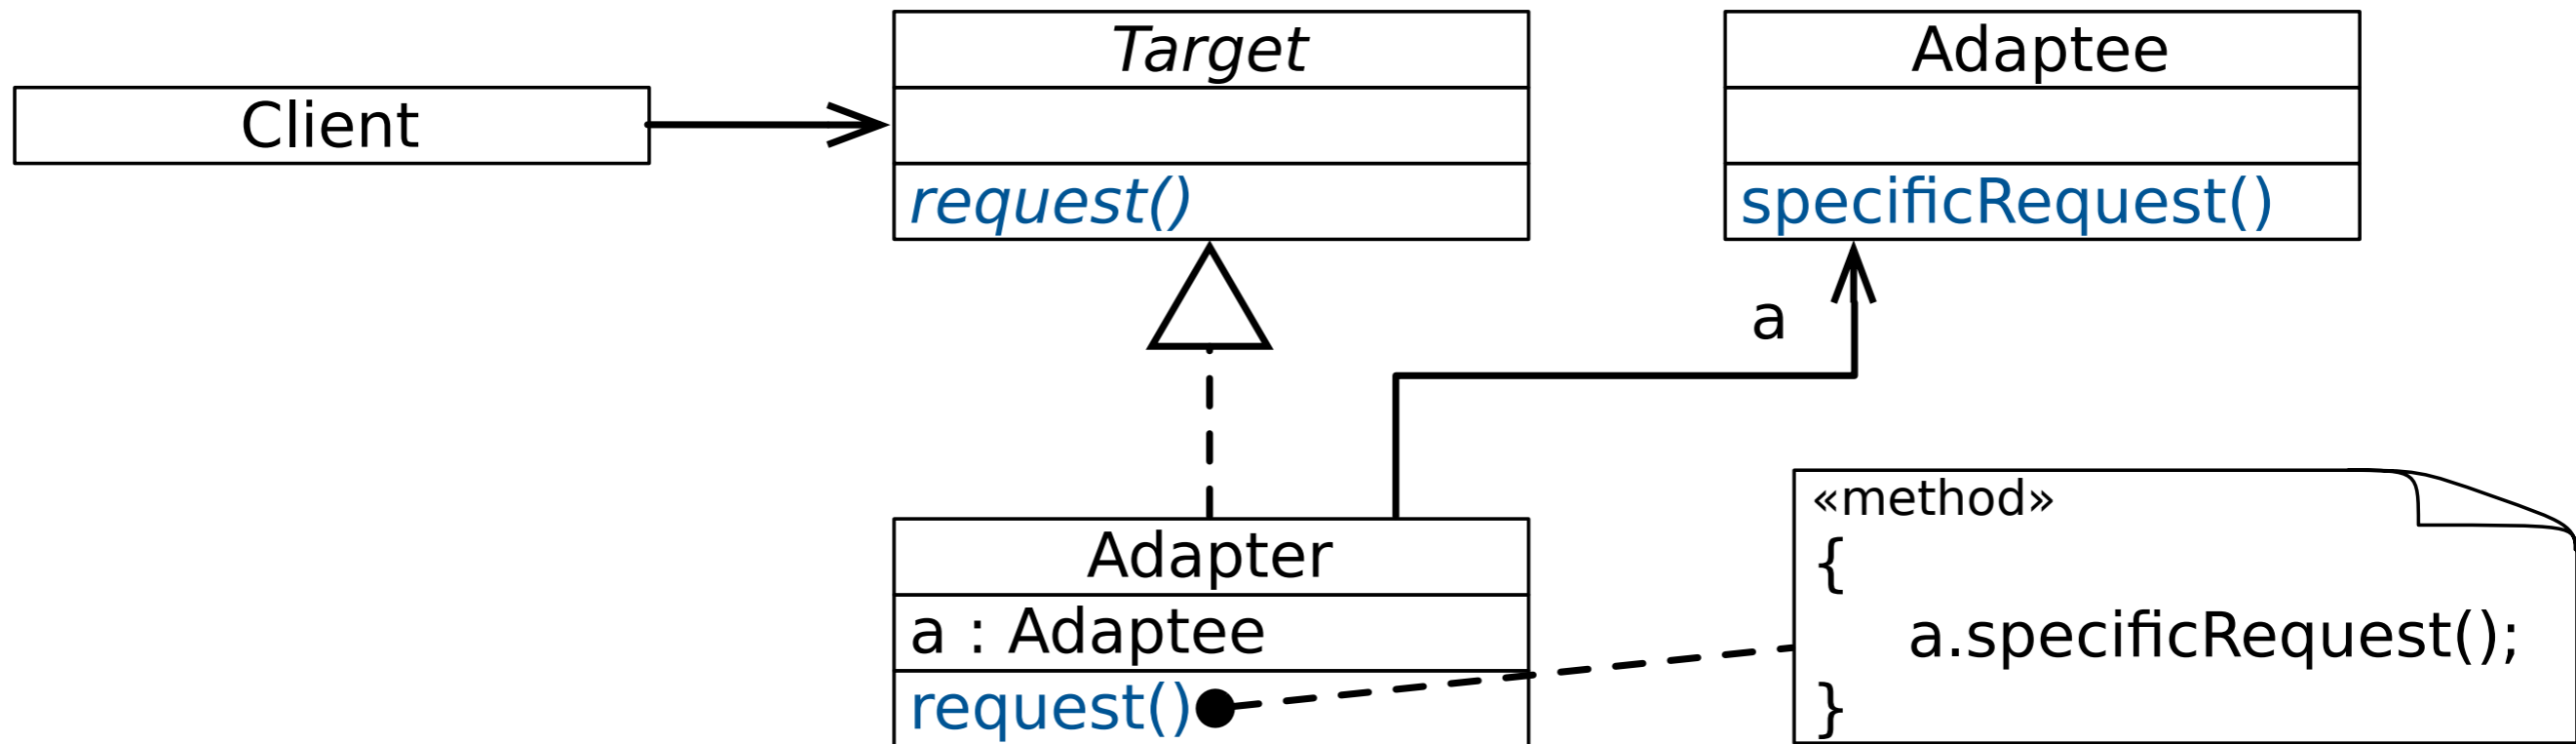 Client
Target
request()
Adaptee
specificRequest()
a
Adapter
a : Adaptee
request()
«method»
{
a.specificRequest();
}